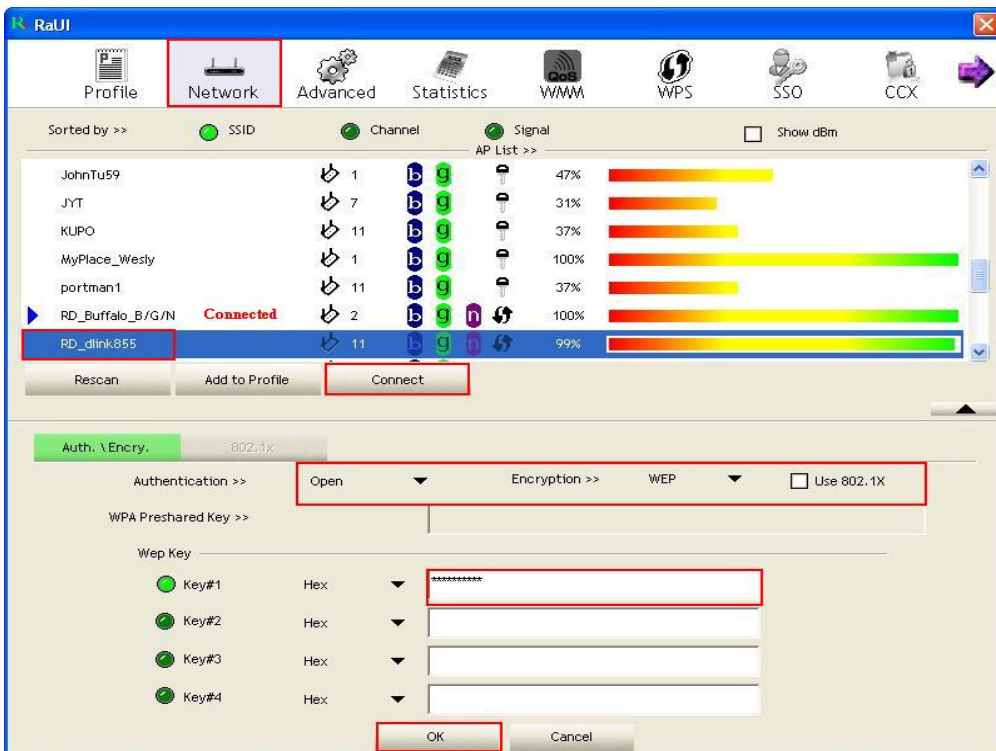 RaUI
Profile Network Advanced Statistics QoS WMM WPS SSO CCX
Sorted by >> SSID Channel Signal Show dBm
AP List >>
JohnTu59 1 b g 47%
JYT 7 b g 31%
KUPO 11 b g 37%
MyPlace_Wesly 1 b g 100%
portman1 11 b g 37%
RD_Buffalo_B/G/N Connected 2 b g n 100%
RD_dlink855 11 b g n 99%
Rescan Add to Profile Connect
Auth. \ Encry. 802.1x
Authentication >> Open Encryption >> WEP Use 802.1X
WPA Preshared Key >>
Wep Key
Key#1 Hex **********
Key#2 Hex
Key#3 Hex
Key#4 Hex
OK Cancel